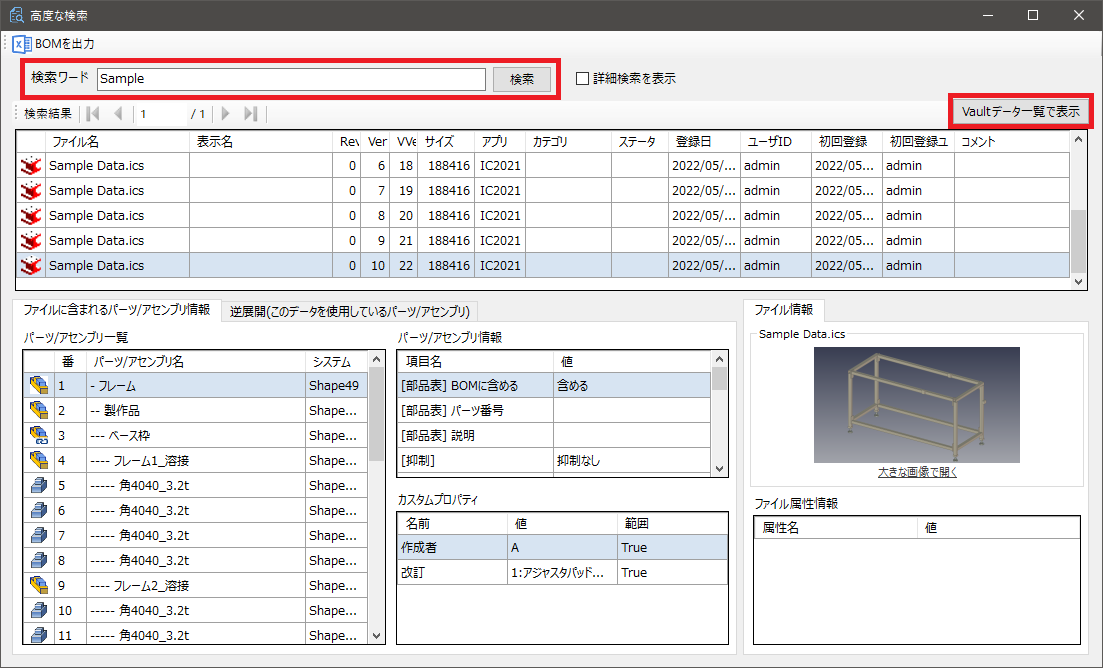 高度な検索
BOMを出力
検索ワード Sample 検索 詳細検索を表示
検索結果 1 / 1 Vaultデータ一覧で表示
ファイル名 表示名 Rev Ver VVe サイズ アプリ カテゴリ ステータ 登録日 ユーザID 初回登録 初回登録ユ コメント
Sample Data.ics 0 6 18 188416 IC2021 2022/05/... admin 2022/05... admin
Sample Data.ics 0 7 19 188416 IC2021 2022/05/... admin 2022/05... admin
Sample Data.ics 0 8 20 188416 IC2021 2022/05/... admin 2022/05... admin
Sample Data.ics 0 9 21 188416 IC2021 2022/05/... admin 2022/05... admin
Sample Data.ics 0 10 22 188416 IC2021 2022/05/... admin 2022/05... admin
ファイルに含まれるパーツ/アセンブリ情報 逆展開(このデータを使用しているパーツ/アセンブリ)
パーツ/アセンブリ一覧
番 パーツ/アセンブリ名 システム
1 - フレーム Shape49
2 -- 製作品 Shape...
3 --- ベース枠 Shape...
4 ---- フレーム1_溶接 Shape...
5 ----- 角4040_3.2t Shape...
6 ----- 角4040_3.2t Shape...
7 ----- 角4040_3.2t Shape...
8 ----- 角4040_3.2t Shape...
9 ---- フレーム2_溶接 Shape...
10 ----- 角4040_3.2t Shape...
11 ----- 角4040_3.2t Shape...
パーツ/アセンブリ情報
項目名 値
[部品表] BOMに含める 含める
[部品表] パーツ番号
[部品表] 説明
[抑制] 抑制なし
カスタムプロパティ
名前 値 範囲
作成者 A True
改訂 1:アジャスタパッド... True
ファイル情報
Sample Data.ics
大きな画像で開く
ファイル属性情報
属性名 値